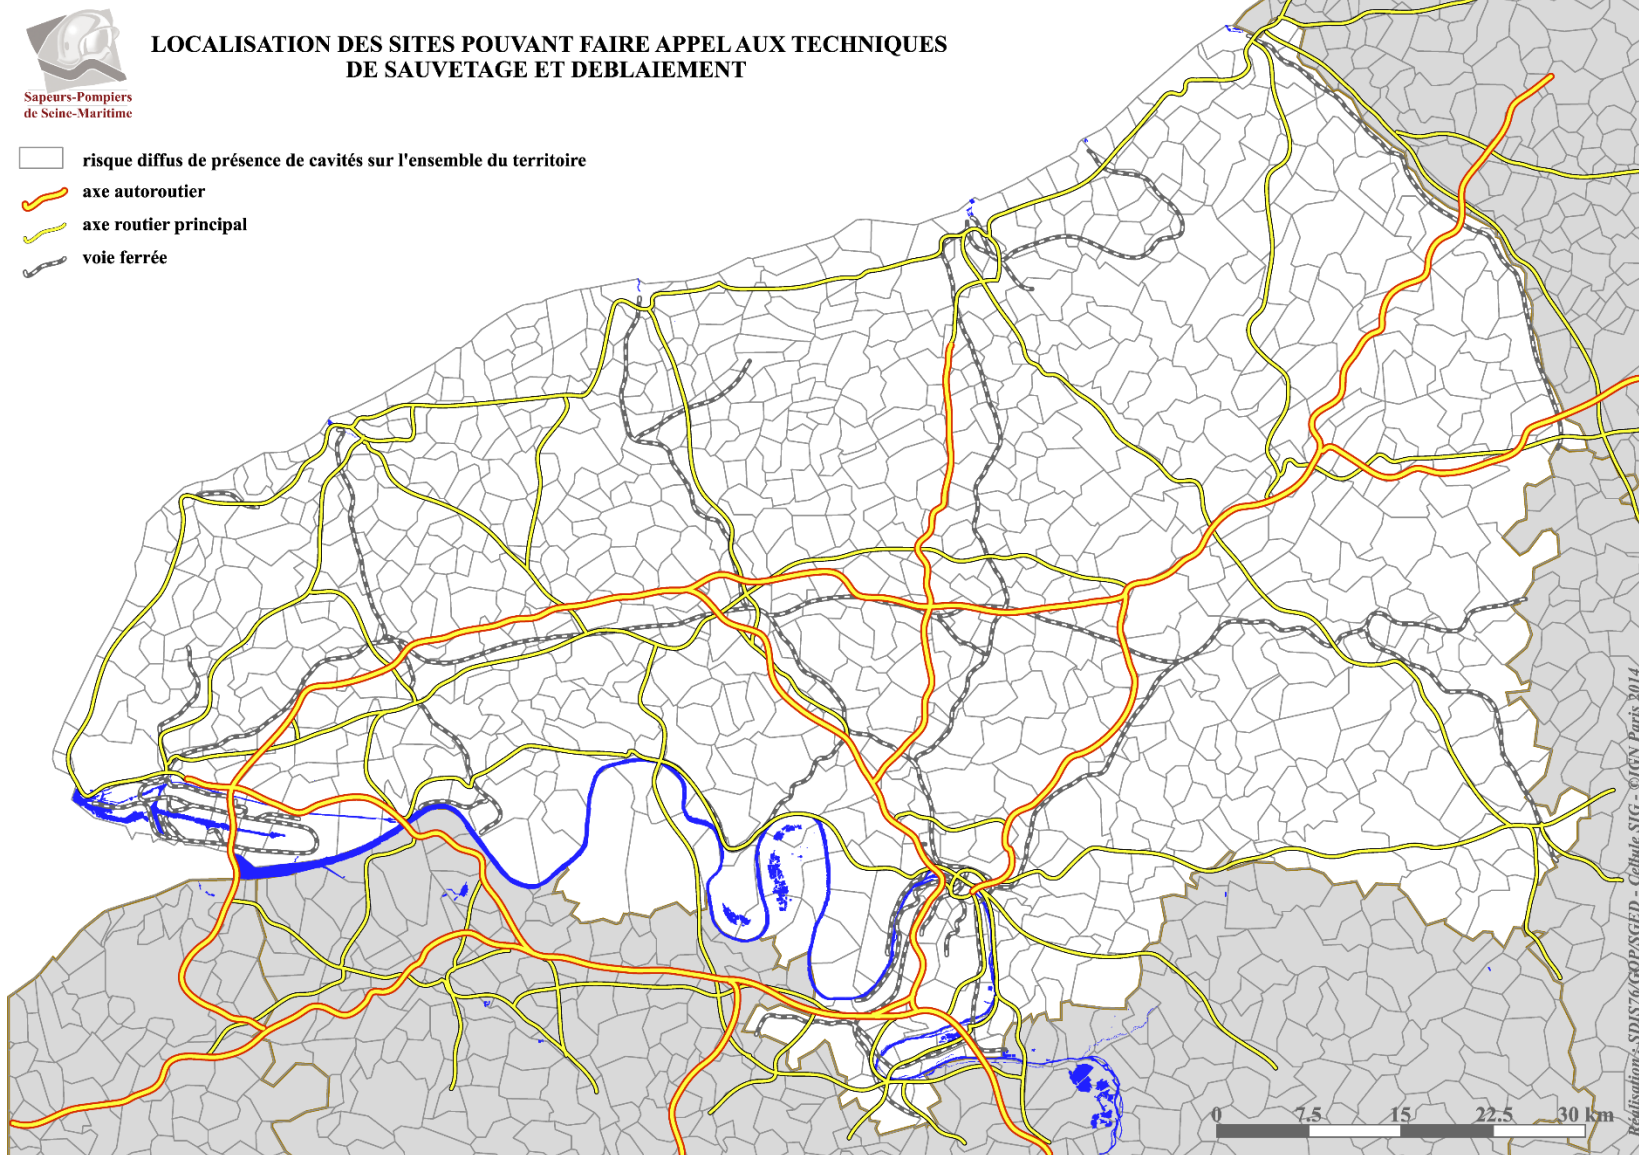 LOCALISATION DES SITES POUVANT FAIRE APPEL AUX TECHNIQUES
DE SAUVETAGE ET DEBLAIEMENT
Sapeurs-Pompiers
de Seine-Maritime
risque diffus de présence de cavités sur l'ensemble du territoire
axe autoroutier
axe routier principal
voie ferrée
0 7.5 15 22.5 30 km
Réalisation : SDIS76/GOP/SGED - Cellule SIG - ©IGN Paris 2014